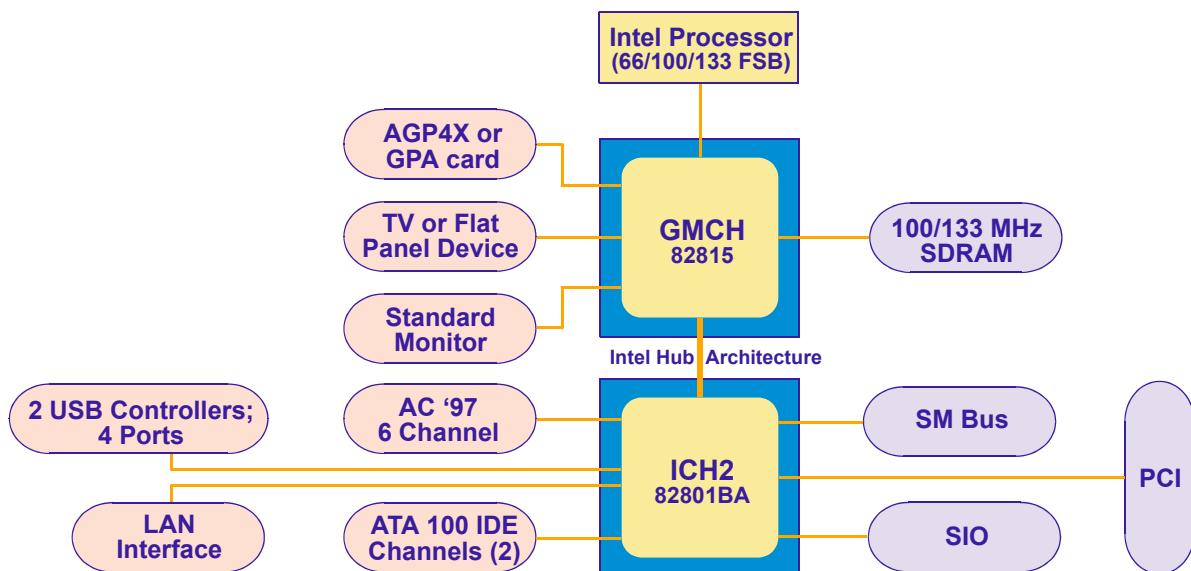 Intel Processor
(66/100/133 FSB)
AGP4X or
GPA card
TV or Flat
Panel Device
Standard
Monitor
GMCH
82815
100/133 MHz
SDRAM
Intel Hub Architecture
2 USB Controllers;
4 Ports
LAN
Interface
AC ‘97
6 Channel
ATA 100 IDE
Channels (2)
ICH2
82801BA
SM Bus
SIO
PCI